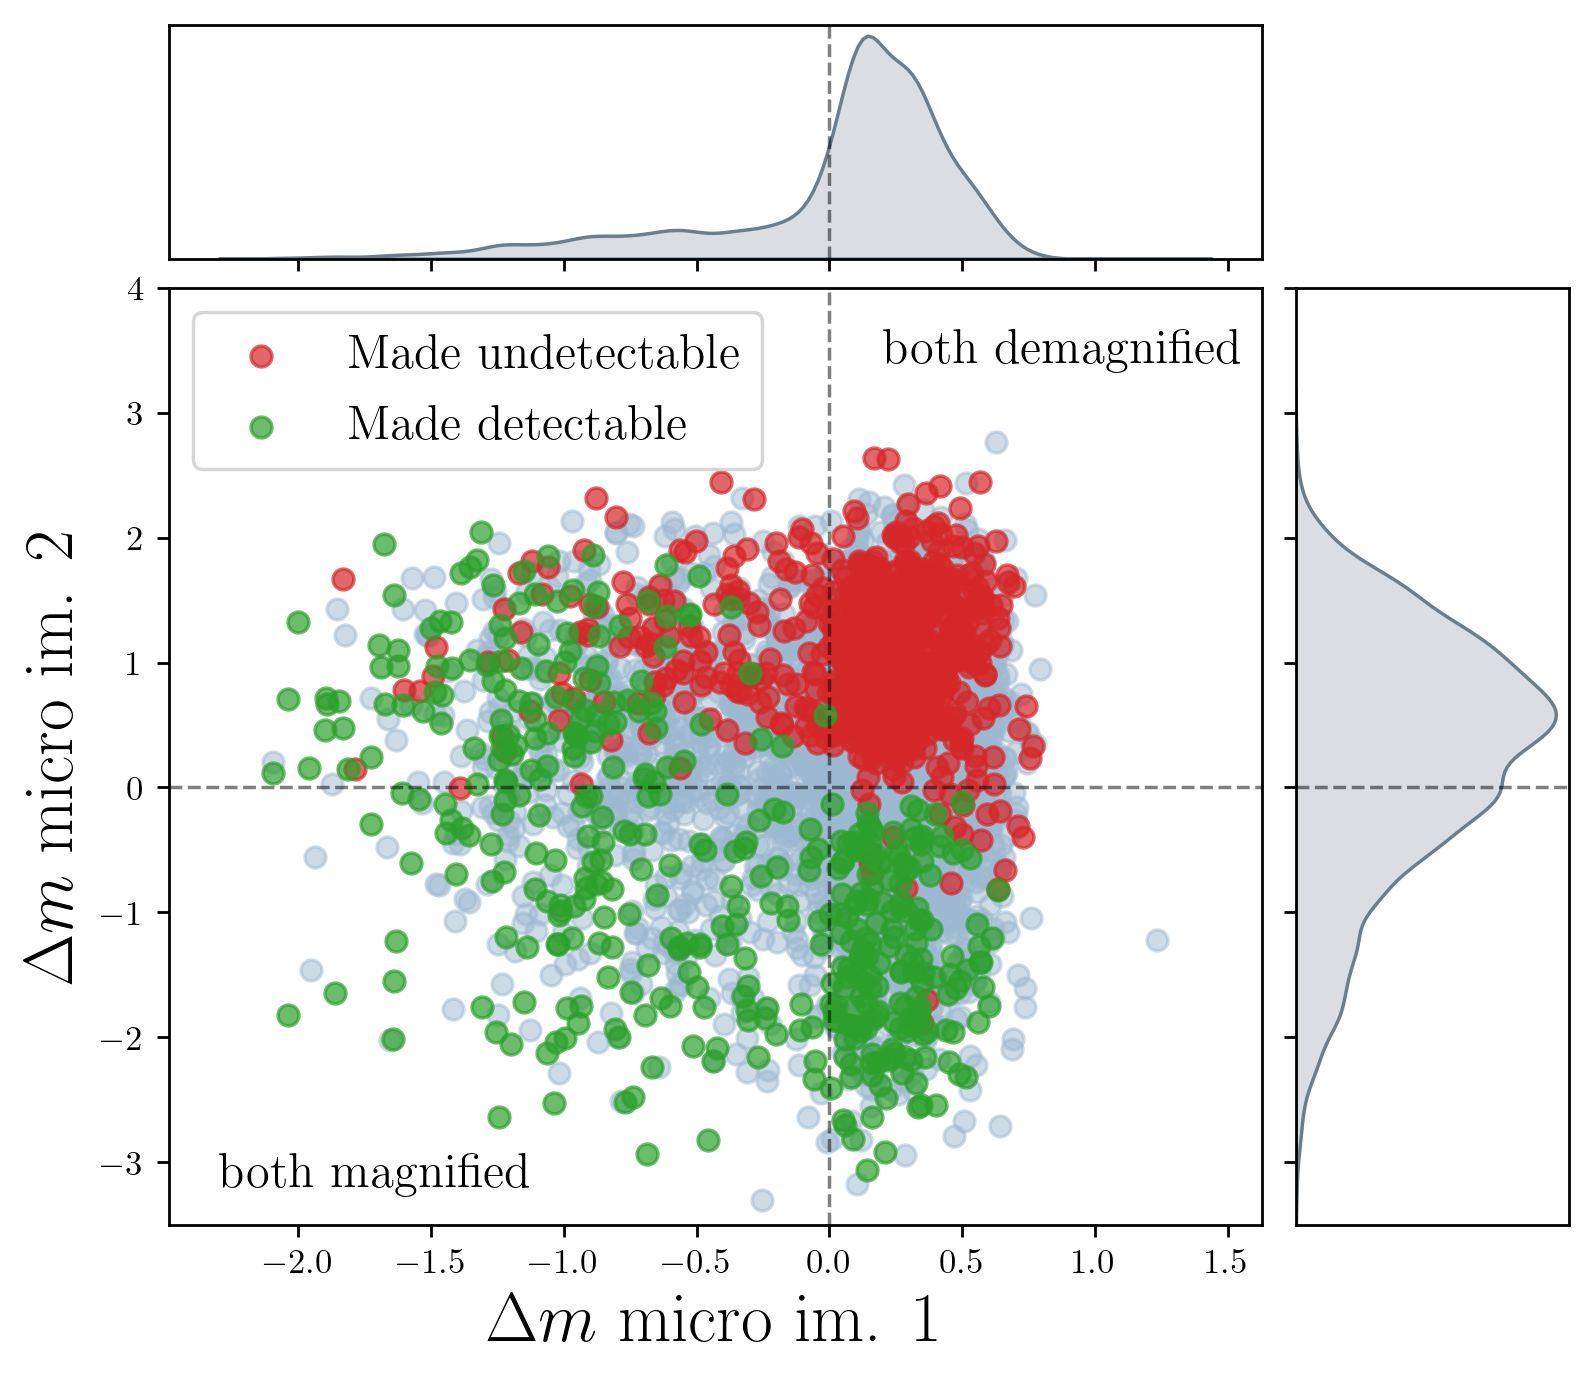 4
3
2
1
0
−1
−2
−3
Δm micro im. 2
Made undetectable
Made detectable
both demagnified
both magnified
−2.0 −1.5 −1.0 −0.5 0.0 0.5 1.0 1.5
Δm micro im. 1